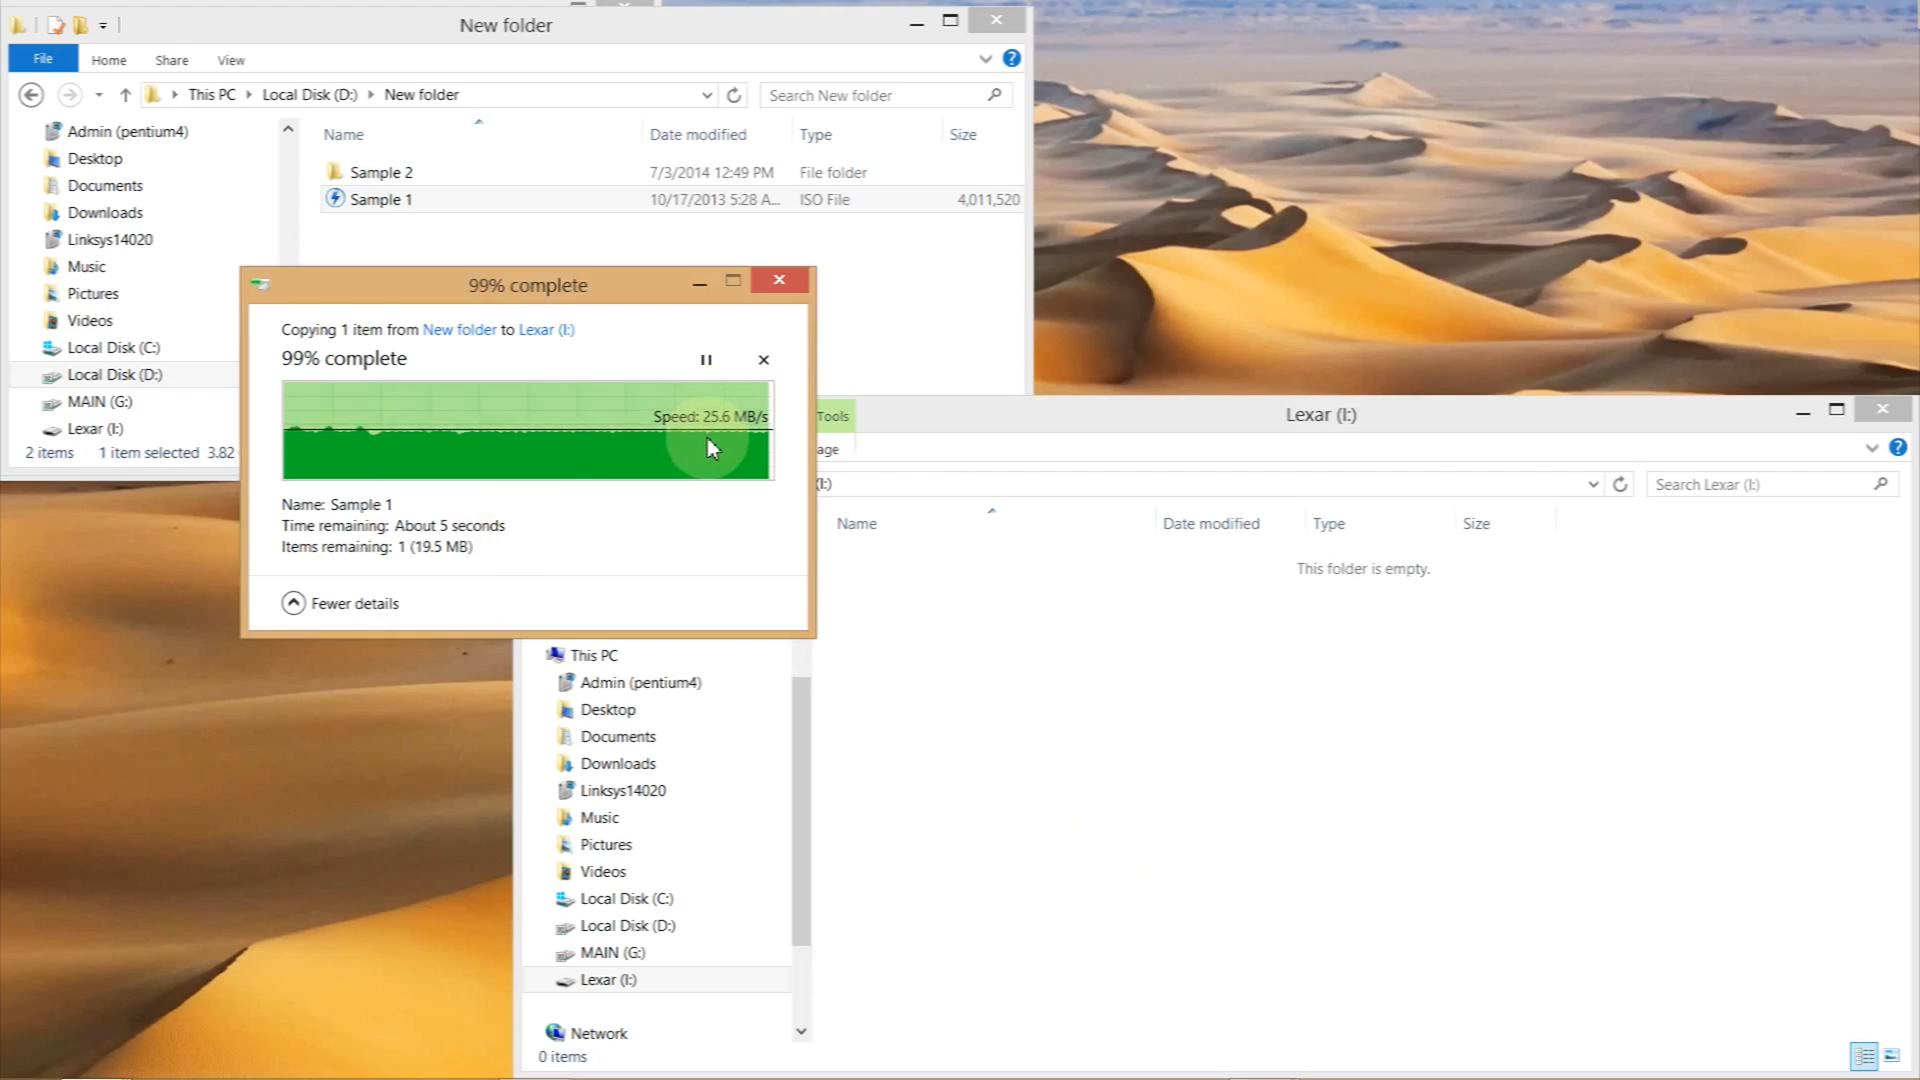 New folder
File Home Share View
This PC Local Disk (D:) New folder
Search New folder
Name Date modified Type Size
Sample 2 7/3/2014 12:49 PM File folder
Sample 1 10/17/2013 5:28 A... ISO File 4,011,520
Admin (pentium4)
Desktop
Documents
Downloads
Linksys14020
Music
Pictures
Videos
Local Disk (C:)
Local Disk (D:)
MAIN (G:)
Lexar (I:)
2 items 1 item selected 3.82
99% complete
Copying 1 item from New folder to Lexar (I:)
99% complete
Speed: 25.6 MB/s
Name: Sample 1
Time remaining: About 5 seconds
Items remaining: 1 (19.5 MB)
Fewer details
Tools
Lexar (I:)
age
(I:)
Search Lexar (I:)
Name Date modified Type Size
This folder is empty.
This PC
Admin (pentium4)
Desktop
Documents
Downloads
Linksys14020
Music
Pictures
Videos
Local Disk (C:)
Local Disk (D:)
MAIN (G:)
Lexar (I:)
Network
0 items